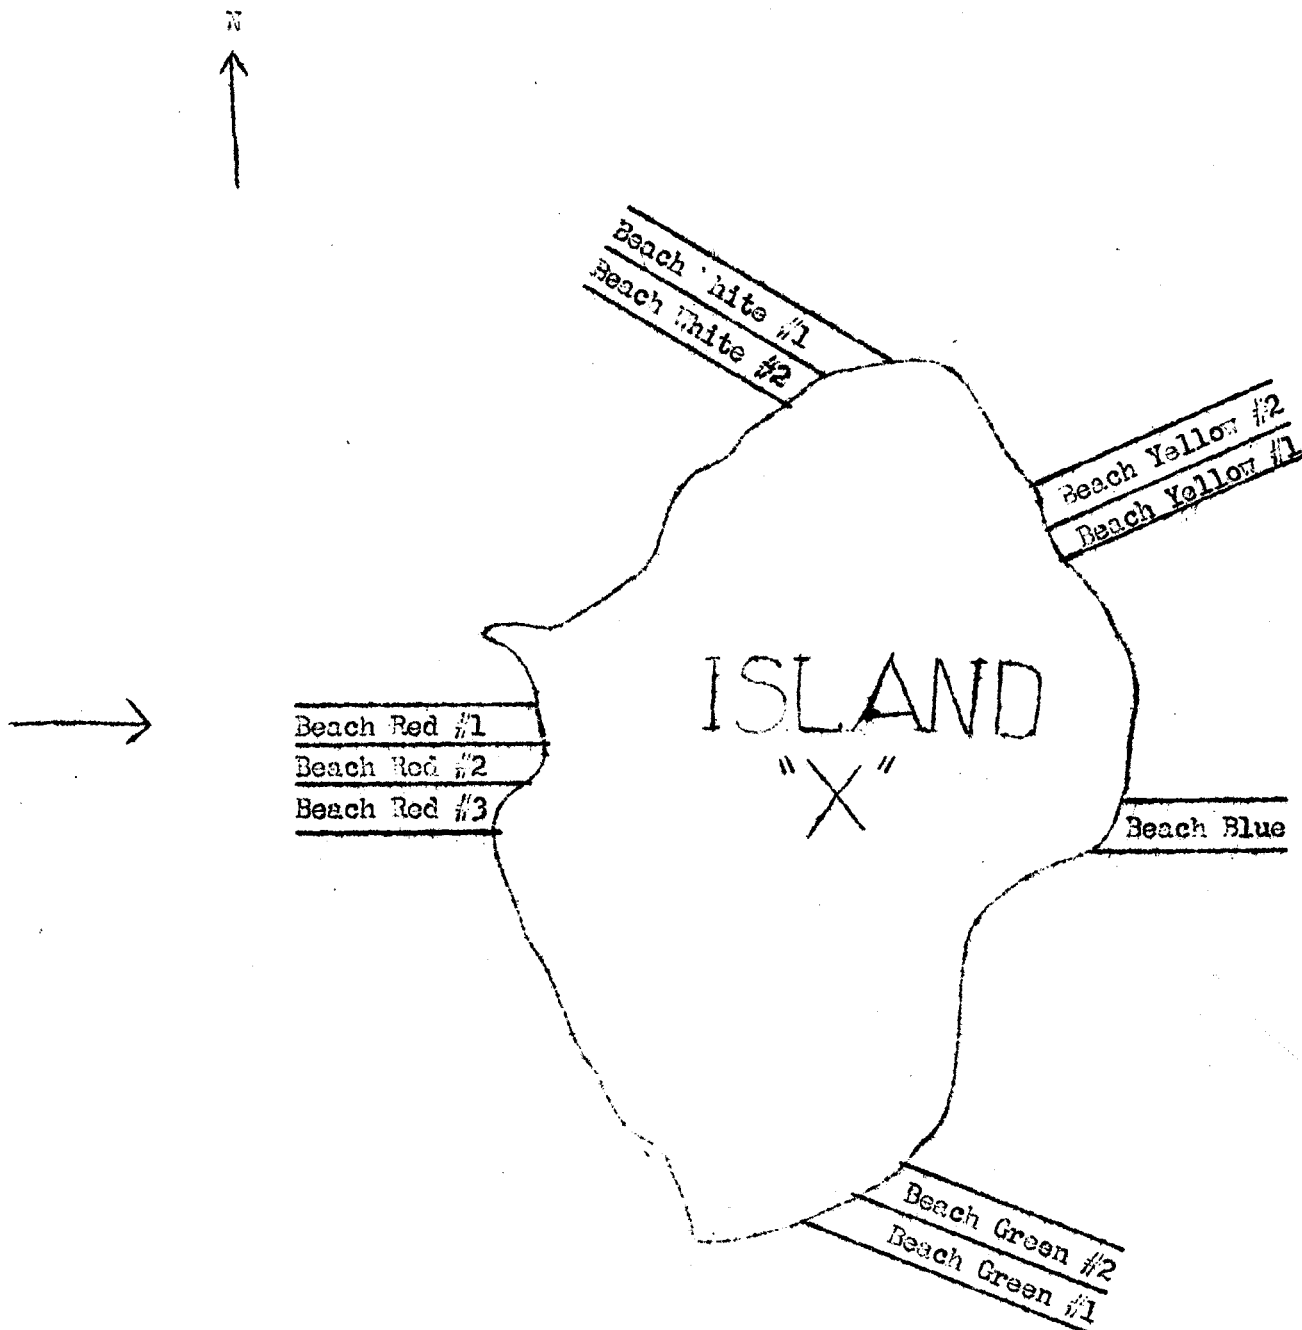 N
Beach hite #1
Beach White #2
Beach Yellow #2
Beach Yellow #1
ISLAND
"X"
Beach Red #1
Beach Red #2
Beach Red #3
Beach Blue
Beach Green #2
Beach Green #1